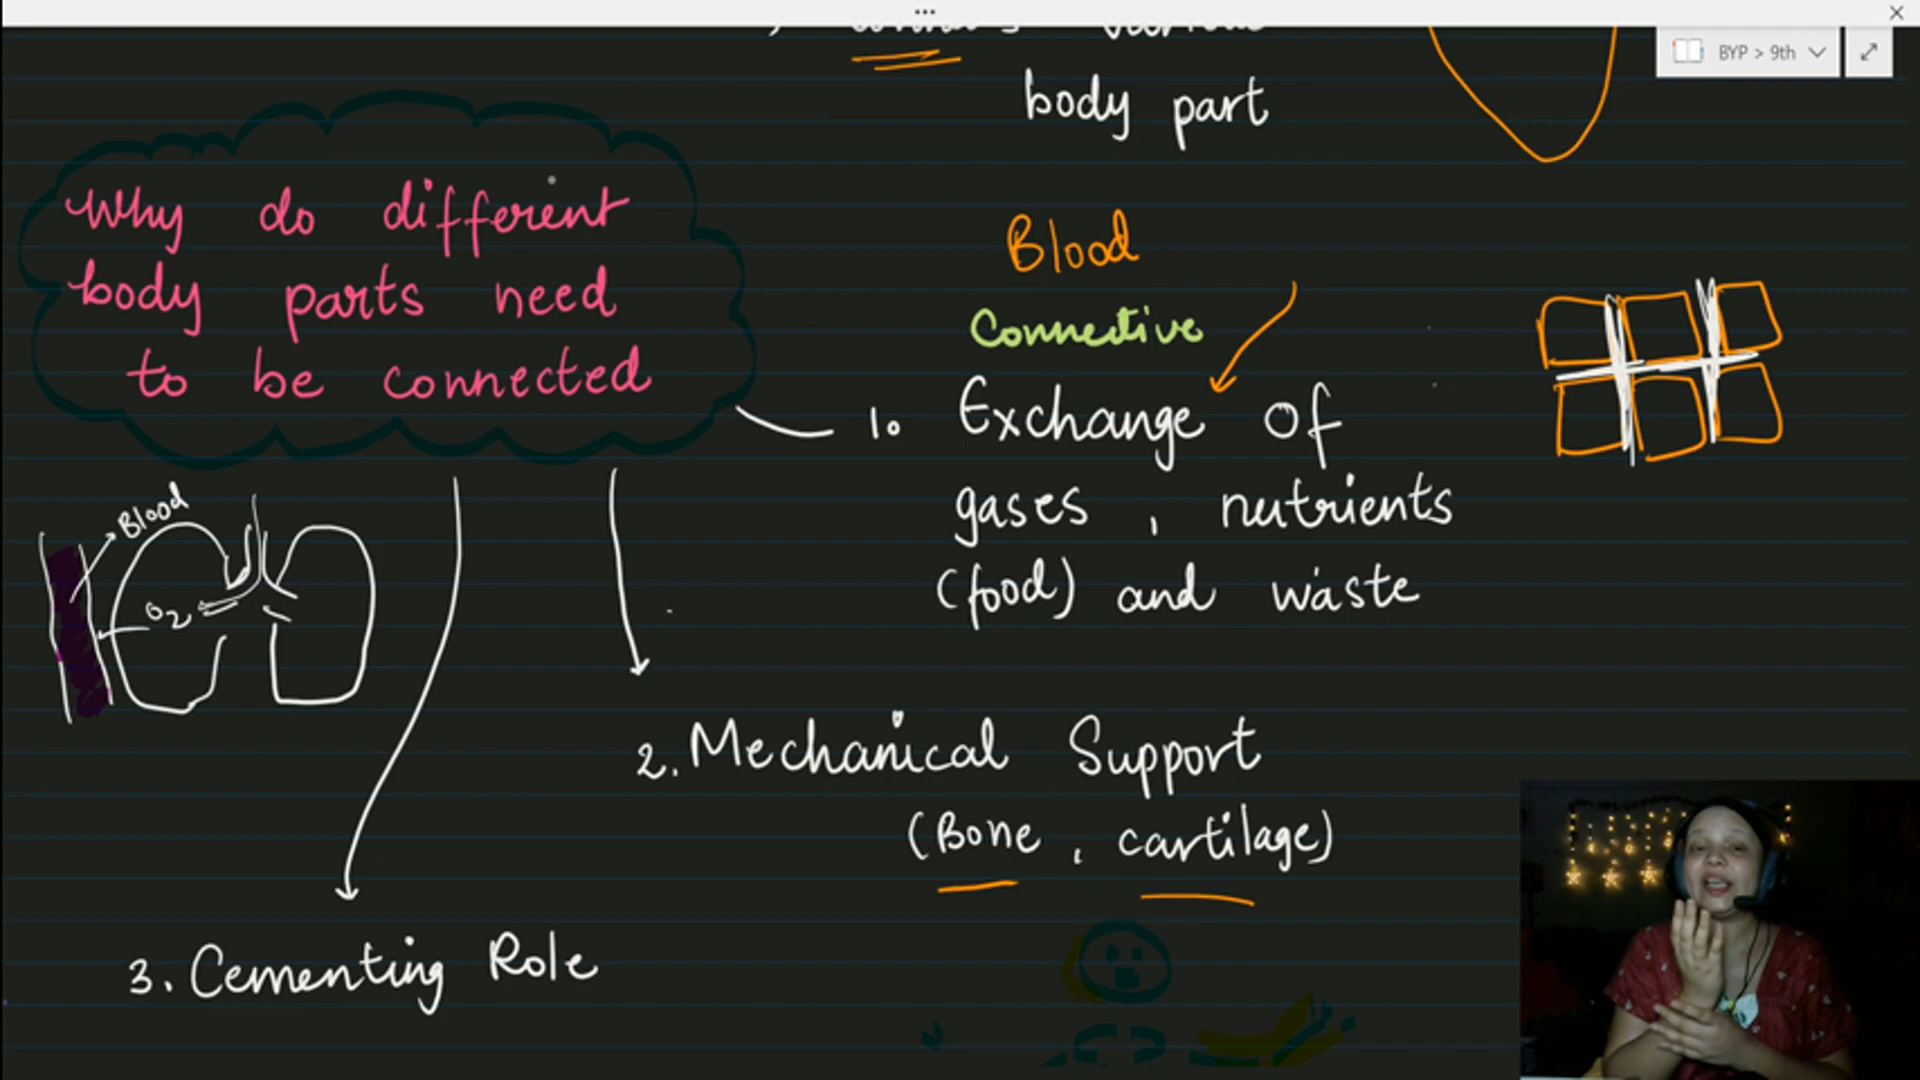 BYP > 9th
body part
Why do different
body parts need
to be connected
Blood
Connective
1. Exchange of
gases, nutrients
(food) and waste
Blood
O2
2. Mechanical Support
(Bone, cartilage)
3. Cementing Role